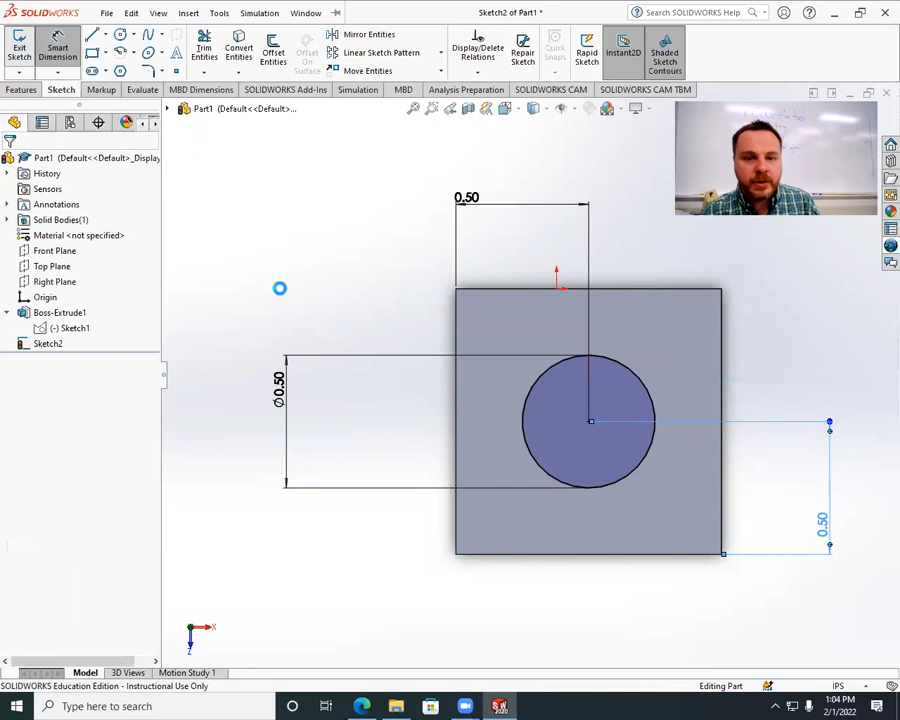 SOLIDWORKS
File Edit View Insert Tools Simulation Window
Sketch2 of Part1 *
Search SOLIDWORKS Help
Exit Sketch
Smart Dimension
Trim Entities
Convert Entities
Offset Entities
Offset On Surface
Mirror Entities
Linear Sketch Pattern
Move Entities
Display/Delete Relations
Repair Sketch
Quick Snaps
Rapid Sketch
Instant2D
Shaded Sketch Contours
Features Sketch Markup Evaluate MBD Dimensions SOLIDWORKS Add-Ins Simulation MBD Analysis Preparation SOLIDWORKS CAM SOLIDWORKS CAM TBM
Part1 (Default<<Default>...
Part1 (Default<<Default>_Display
History
Sensors
Annotations
Solid Bodies(1)
Material <not specified>
Front Plane
Top Plane
Right Plane
Origin
Boss-Extrude1
(-) Sketch1
Sketch2
0.50
Ø0.50
0.50
X
Z
Model 3D Views Motion Study 1
SOLIDWORKS Education Edition - Instructional Use Only
Editing Part
IPS
Type here to search
SW
2020
1:04 PM
2/1/2022